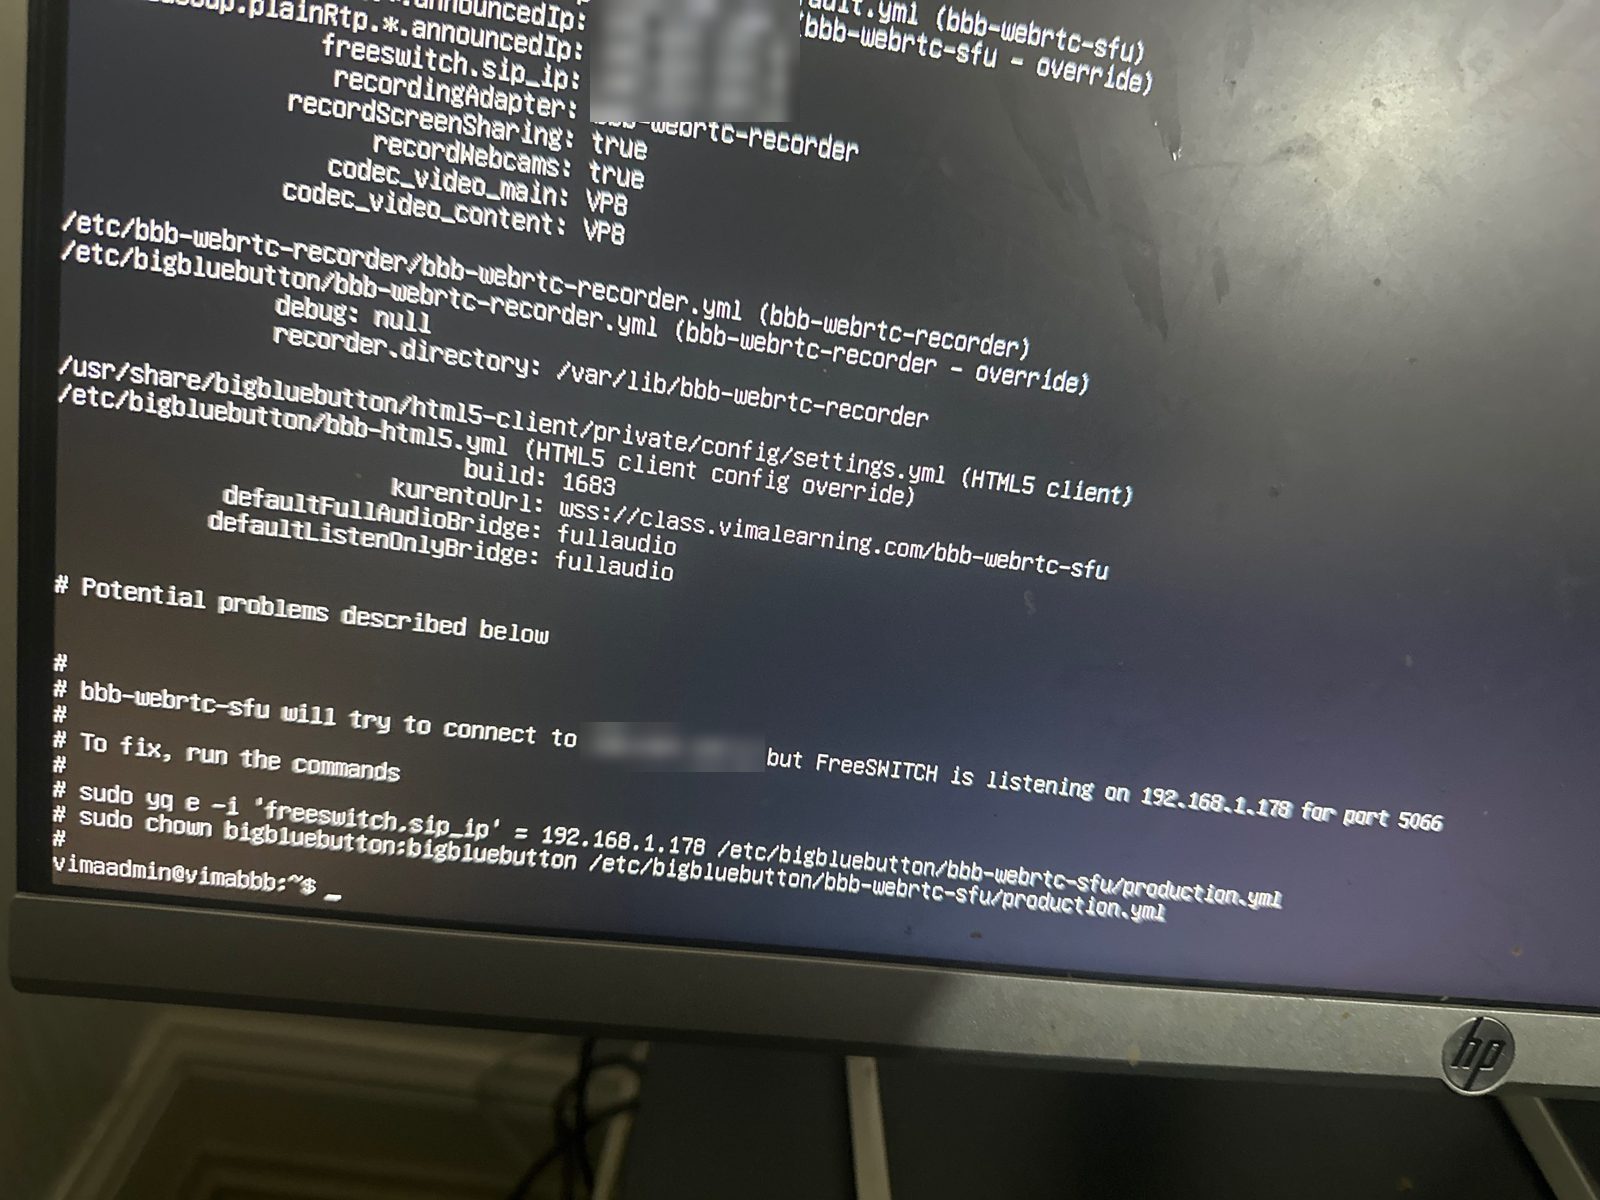 announcedIp:
.plainRtp.*.announcedIp:
.yml (bbb-webrtc-sfu)
(bbb-webrtc-sfu - override)
freeswitch.sip_ip:
recordingAdapter: bbb-webrtc-recorder
recordScreenSharing: true
recordWebcams: true
codec_video_main: VP8
codec_video_content: VP8
/etc/bbb-webrtc-recorder/bbb-webrtc-recorder.yml (bbb-webrtc-recorder)
/etc/bigbluebutton/bbb-webrtc-recorder.yml (bbb-webrtc-recorder - override)
debug: null
recorder.directory: /var/lib/bbb-webrtc-recorder
/usr/share/bigbluebutton/html5-client/private/config/settings.yml (HTML5 client)
/etc/bigbluebutton/bbb-html5.yml (HTML5 client config override)
build: 1683
kurentoUrl: wss://class.vimalearning.com/bbb-webrtc-sfu
defaultFullAudioBridge: fullaudio
defaultListenOnlyBridge: fullaudio
# Potential problems described below
#
# bbb-webrtc-sfu will try to connect to but FreeSWITCH is listening on 192.168.1.178 for port 5066
#
# To fix, run the commands
#
# sudo yq e -i 'freeswitch.sip_ip' = 192.168.1.178 /etc/bigbluebutton/bbb-webrtc-sfu/production.yml
# sudo chown bigbluebutton:bigbluebutton /etc/bigbluebutton/bbb-webrtc-sfu/production.yml
#
vimaadmin@vimabbb:~$ _
hp